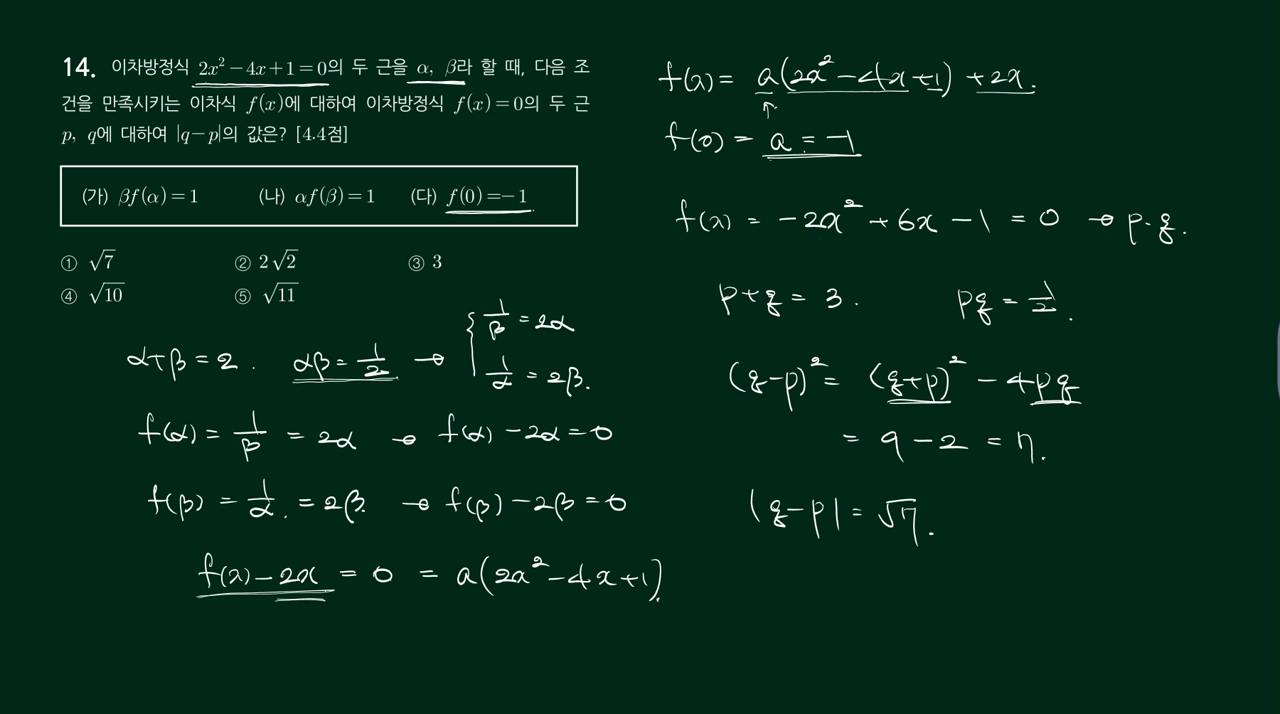 14. 이차방정식 2x²−4x+1=0의 두 근을 α, β라 할 때, 다음 조
건을 만족시키는 이차식 f(x)에 대하여 이차방정식 f(x)=0의 두 근
p, q에 대하여 |q−p|의 값은? [4.4점]
(가) βf(α)=1 (나) αf(β)=1 (다) f(0)=−1
① √7 ② 2√2 ③ 3
④ √10 ⑤ √11
α+β=2. αβ=1/2 → { 1/β=2α
1/α=2β.
f(α)=1/β=2α → f(α)−2α=0
f(β)=1/α.=2β. → f(β)−2β=0
f(x)−2x=0=a(2x²−4x+1).
f(x)=a(2x²−4x+1)+2x.
↑
f(0)=a=−1
f(x)=−2x²+6x−1=0 → p.q.
p+q=3. pq=1/2.
(q−p)²=(q+p)²−4pq
=9−2=7.
|q−p|=√7.